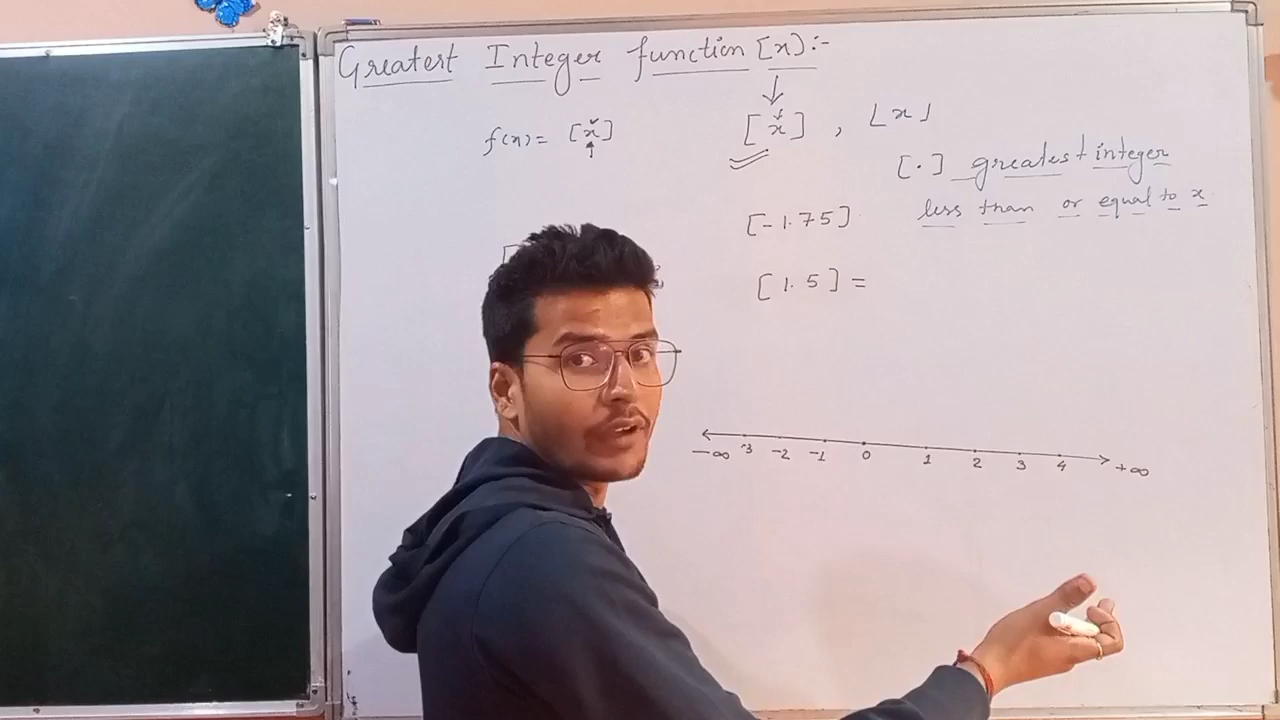 Greatest Integer function [x]:-
f(x) = [x] [x] , ⌊x⌋
[.] greatest integer
less than or equal to x
[-1.75]
[1.5] =
-∞ -3 -2 -1 0 1 2 3 4 +∞